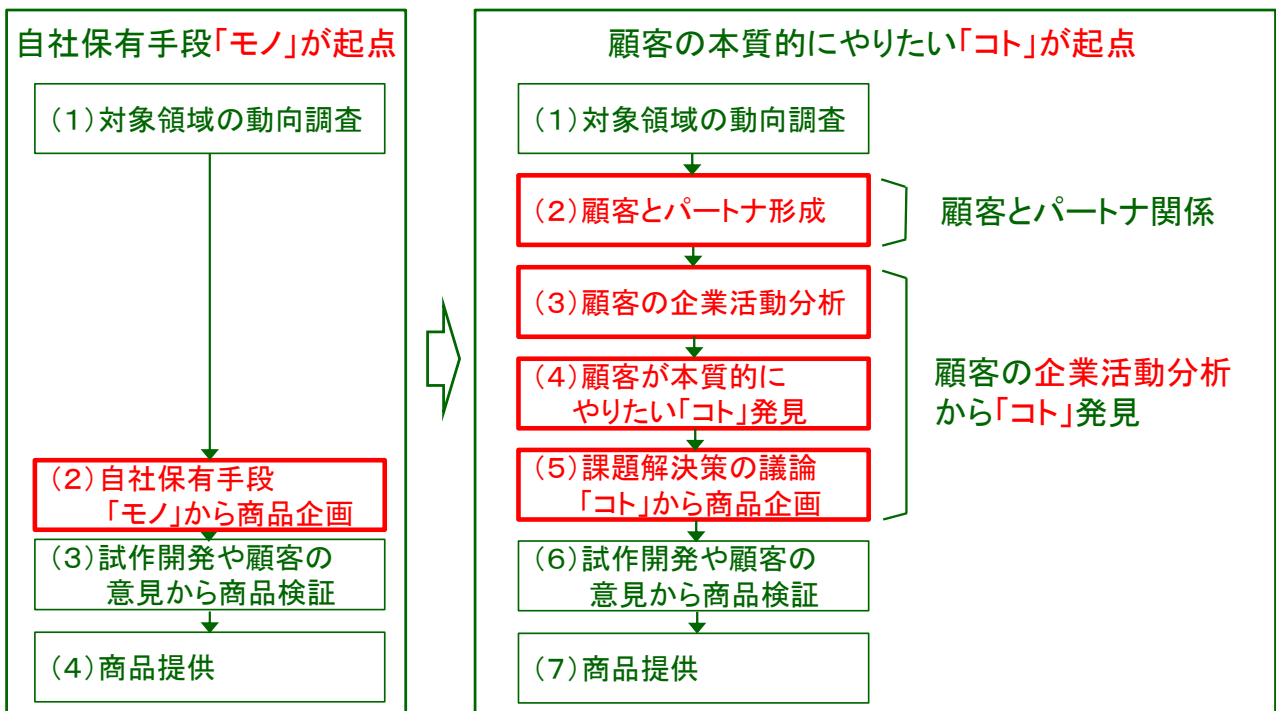 自社保有手段「モノ」が起点
(1)対象領域の動向調査
(2)自社保有手段
「モノ」から商品企画
(3)試作開発や顧客の
意見から商品検証
(4)商品提供
顧客の本質的にやりたい「コト」が起点
(1)対象領域の動向調査
(2)顧客とパートナ形成
(3)顧客の企業活動分析
(4)顧客が本質的に
やりたい「コト」発見
(5)課題解決策の議論
「コト」から商品企画
(6)試作開発や顧客の
意見から商品検証
(7)商品提供
顧客とパートナ関係
顧客の企業活動分析
から「コト」発見